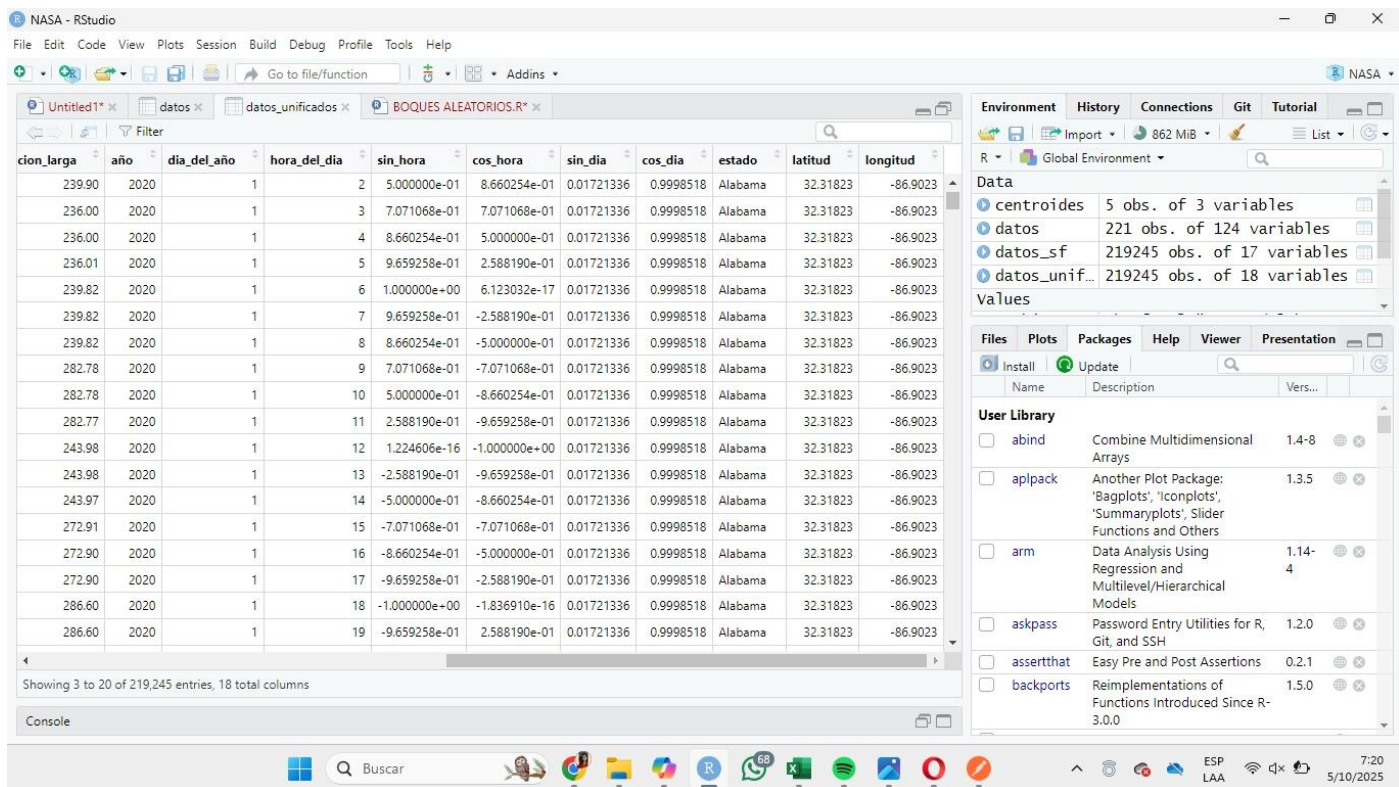 NASA - RStudio
File Edit Code View Plots Session Build Debug Profile Tools Help
Go to file/function Addins NASA
Untitled1* datos datos_unificados BOQUES ALEATORIOS.R*
Filter
cion_larga año dia_del_año hora_del_dia sin_hora cos_hora sin_dia cos_dia estado latitud longitud
239.90 2020 1 2 5.000000e-01 8.660254e-01 0.01721336 0.9998518 Alabama 32.31823 -86.9023
236.00 2020 1 3 7.071068e-01 7.071068e-01 0.01721336 0.9998518 Alabama 32.31823 -86.9023
236.00 2020 1 4 8.660254e-01 5.000000e-01 0.01721336 0.9998518 Alabama 32.31823 -86.9023
236.01 2020 1 5 9.659258e-01 2.588190e-01 0.01721336 0.9998518 Alabama 32.31823 -86.9023
239.82 2020 1 6 1.000000e+00 6.123032e-17 0.01721336 0.9998518 Alabama 32.31823 -86.9023
239.82 2020 1 7 9.659258e-01 -2.588190e-01 0.01721336 0.9998518 Alabama 32.31823 -86.9023
239.82 2020 1 8 8.660254e-01 -5.000000e-01 0.01721336 0.9998518 Alabama 32.31823 -86.9023
282.78 2020 1 9 7.071068e-01 -7.071068e-01 0.01721336 0.9998518 Alabama 32.31823 -86.9023
282.78 2020 1 10 5.000000e-01 -8.660254e-01 0.01721336 0.9998518 Alabama 32.31823 -86.9023
282.77 2020 1 11 2.588190e-01 -9.659258e-01 0.01721336 0.9998518 Alabama 32.31823 -86.9023
243.98 2020 1 12 1.224606e-16 -1.000000e+00 0.01721336 0.9998518 Alabama 32.31823 -86.9023
243.98 2020 1 13 -2.588190e-01 -9.659258e-01 0.01721336 0.9998518 Alabama 32.31823 -86.9023
243.97 2020 1 14 -5.000000e-01 -8.660254e-01 0.01721336 0.9998518 Alabama 32.31823 -86.9023
272.91 2020 1 15 -7.071068e-01 -7.071068e-01 0.01721336 0.9998518 Alabama 32.31823 -86.9023
272.90 2020 1 16 -8.660254e-01 -5.000000e-01 0.01721336 0.9998518 Alabama 32.31823 -86.9023
272.90 2020 1 17 -9.659258e-01 -2.588190e-01 0.01721336 0.9998518 Alabama 32.31823 -86.9023
286.60 2020 1 18 -1.000000e+00 -1.836910e-16 0.01721336 0.9998518 Alabama 32.31823 -86.9023
286.60 2020 1 19 -9.659258e-01 2.588190e-01 0.01721336 0.9998518 Alabama 32.31823 -86.9023
Showing 3 to 20 of 219,245 entries, 18 total columns
Console
Environment History Connections Git Tutorial
Import 862 MiB List
R Global Environment
Data
centroides 5 obs. of 3 variables
datos 221 obs. of 124 variables
datos_sf 219245 obs. of 17 variables
datos_unif… 219245 obs. of 18 variables
Values
Files Plots Packages Help Viewer Presentation
Install Update
Name Description Vers...
User Library
abind Combine Multidimensional 1.4-8
Arrays
aplpack Another Plot Package: 1.3.5
'Bagplots', 'Iconplots',
'Summaryplots', Slider
Functions and Others
arm Data Analysis Using 1.14-
Regression and 4
Multilevel/Hierarchical
Models
askpass Password Entry Utilities for R, 1.2.0
Git, and SSH
assertthat Easy Pre and Post Assertions 0.2.1
backports Reimplementations of 1.5.0
Functions Introduced Since R-
3.0.0
Buscar
68
ESP
LAA
7:20
5/10/2025